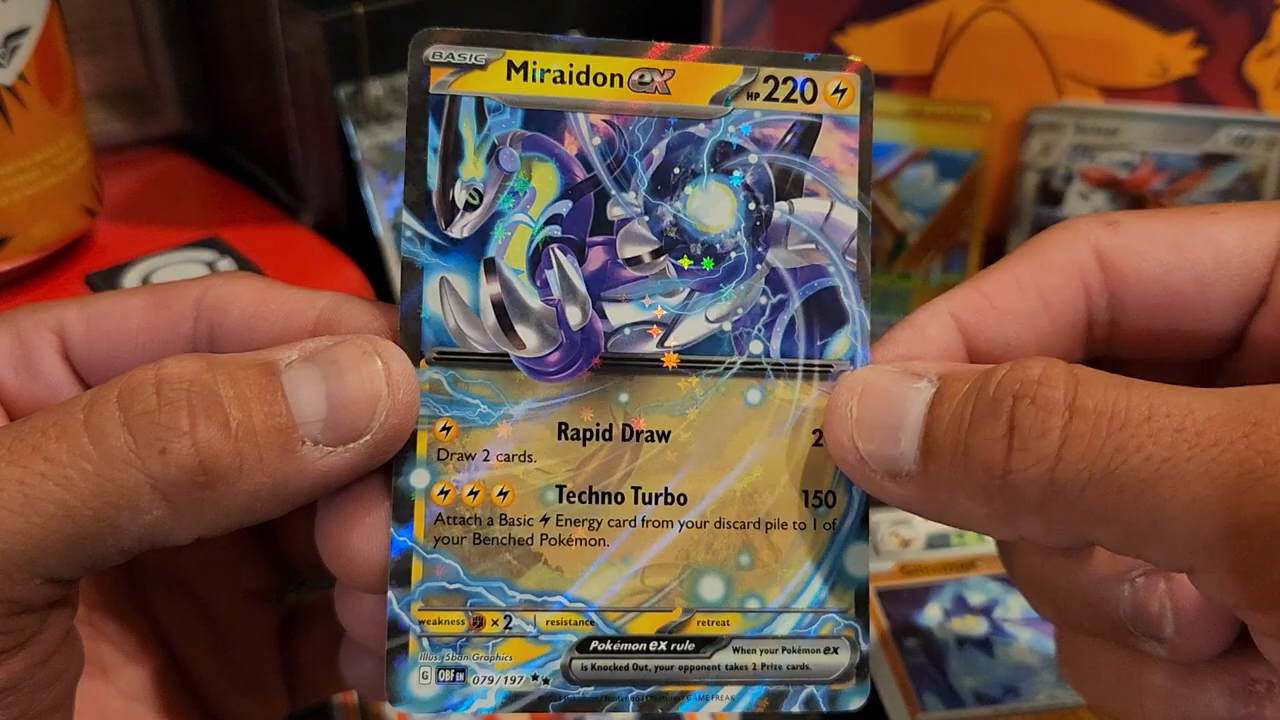 BASIC Miraidon ex HP 220
Rapid Draw 2
Draw 2 cards.
Techno Turbo 150
Attach a Basic Energy card from your discard pile to 1 of
your Benched Pokémon.
weakness ×2 resistance retreat
Pokémon ex rule When your Pokémon ex
is Knocked Out, your opponent takes 2 Prize cards.
Illus. 5ban Graphics
G OBF EN 079/197
GAME FREAK